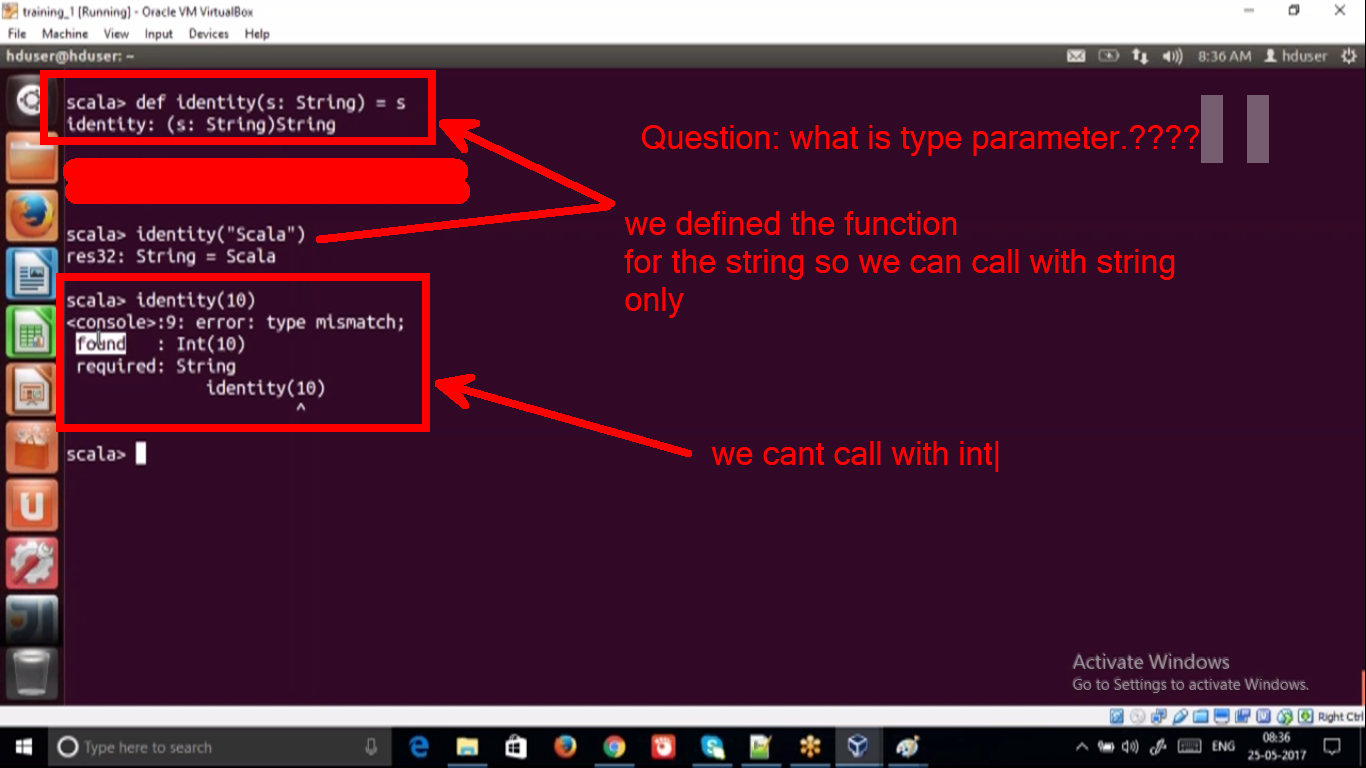 training_1 [Running] - Oracle VM VirtualBox
File Machine View Input Devices Help
hduser@hduser: ~
8:36 AM hduser
scala> def identity(s: String) = s
identity: (s: String)String
Question: what is type parameter.????
we defined the function
for the string so we can call with string
only
scala> identity("Scala")
res32: String = Scala
scala> identity(10)
<console>:9: error: type mismatch;
found : Int(10)
required: String
identity(10)
^
we cant call with int|
scala>
Activate Windows
Go to Settings to activate Windows.
Right Ctrl
Type here to search
ENG
08:36
25-05-2017